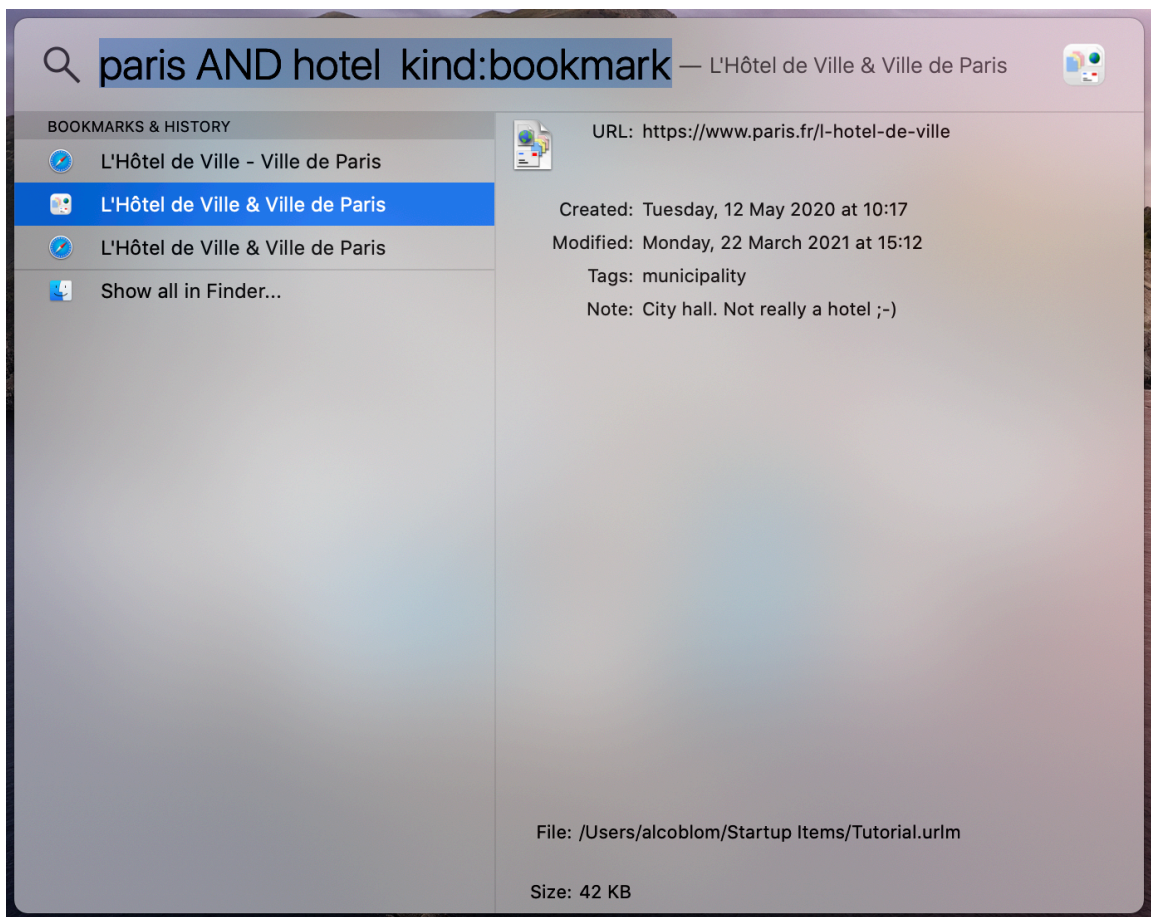 paris AND hotel  kind:bookmark — L'Hôtel de Ville & Ville de Paris
BOOKMARKS & HISTORY
L'Hôtel de Ville - Ville de Paris
L'Hôtel de Ville & Ville de Paris
L'Hôtel de Ville & Ville de Paris
Show all in Finder...
URL: https://www.paris.fr/l-hotel-de-ville
Created: Tuesday, 12 May 2020 at 10:17
Modified: Monday, 22 March 2021 at 15:12
Tags: municipality
Note: City hall. Not really a hotel ;-)
File: /Users/alcoblom/Startup Items/Tutorial.urlm
Size: 42 KB